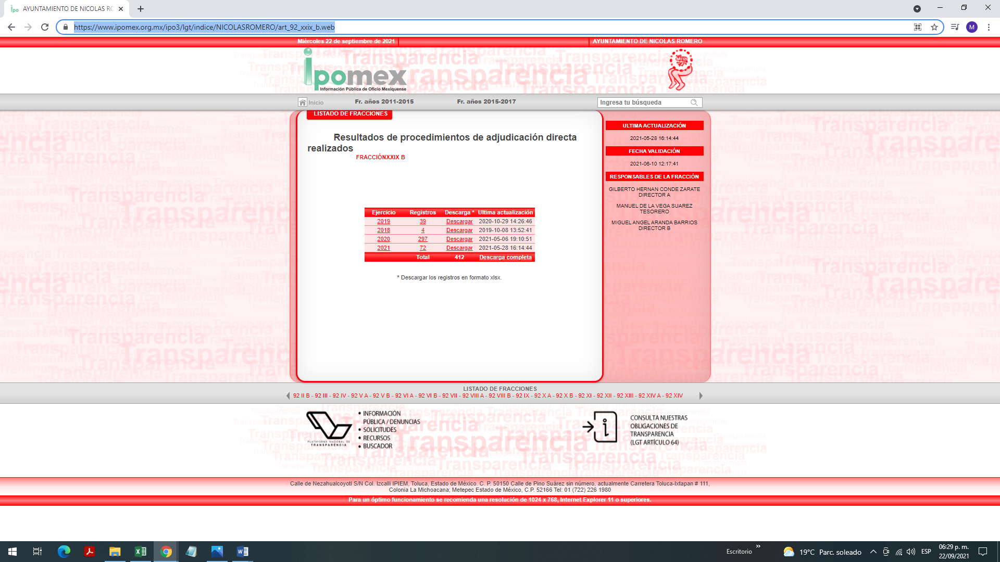 AYUNTAMIENTO DE NICOLAS RO
https://www.ipomex.org.mx/ipo3/lgt/indice/NICOLASROMERO/art_92_xxix_b.web
M
Miércoles 22 de septiembre de 2021
AYUNTAMIENTO DE NICOLAS ROMERO
ipomex
Información Pública de Oficio Mexiquense
Transparencia
Inicio
Fr. años 2011-2015
Fr. años 2015-2017
Ingresa tu búsqueda
LISTADO DE FRACCIONES
Resultados de procedimientos de adjudicación directa
realizados
FRACCIÓNXXIX B
Ejercicio Registros Descarga * Ultima actualización
2019 39 Descargar 2020-10-29 14:26:46
2018 4 Descargar 2019-10-08 13:52:41
2020 297 Descargar 2021-05-06 19:10:51
2021 72 Descargar 2021-05-28 16:14:44
Total 412 Descarga completa
* Descargar los registros en formato xlsx.
ULTIMA ACTUALIZACIÓN
2021-05-28 16:14:44
FECHA VALIDACIÓN
2021-06-10 12:17:41
RESPONSABLES DE LA FRACCIÓN
GILBERTO HERNAN CONDE ZARATE
DIRECTOR A
MANUEL DE LA VEGA SUAREZ
TESORERO
MIGUEL ANGEL ARANDA BARRIOS
DIRECTOR B
LISTADO DE FRACCIONES
92 II B - 92 III - 92 IV - 92 V A - 92 V B - 92 VI A - 92 VI B - 92 VII - 92 VIII A - 92 VIII B - 92 IX - 92 X A - 92 X B - 92 XI - 92 XII - 92 XIII - 92 XIV A - 92 XIV
PLATAFORMA NACIONAL DE
TRANSPARENCIA
• INFORMACIÓN
PÚBLICA / DENUNCIAS
• SOLICITUDES
• RECURSOS
• BUSCADOR
CONSULTA NUESTRAS
OBLIGACIONES DE
TRANSPARENCIA
(LGT ARTÍCULO 64)
Calle de Nezahualcoyotl S/N Col. Izcalli IPIEM, Toluca, Estado de México. C. P. 50150 Calle de Pino Suárez sin número, actualmente Carretera Toluca-Ixtapan # 111,
Colonia La Michoacana; Metepec Estado de México, C.P. 52166 Tel: 01 (722) 226 1980
Para un óptimo funcionamiento se recomienda una resolución de 1024 x 768, Internet Explorer 11 o superiores.
Escritorio
19°C Parc. soleado
ESP
06:29 p. m.
22/09/2021